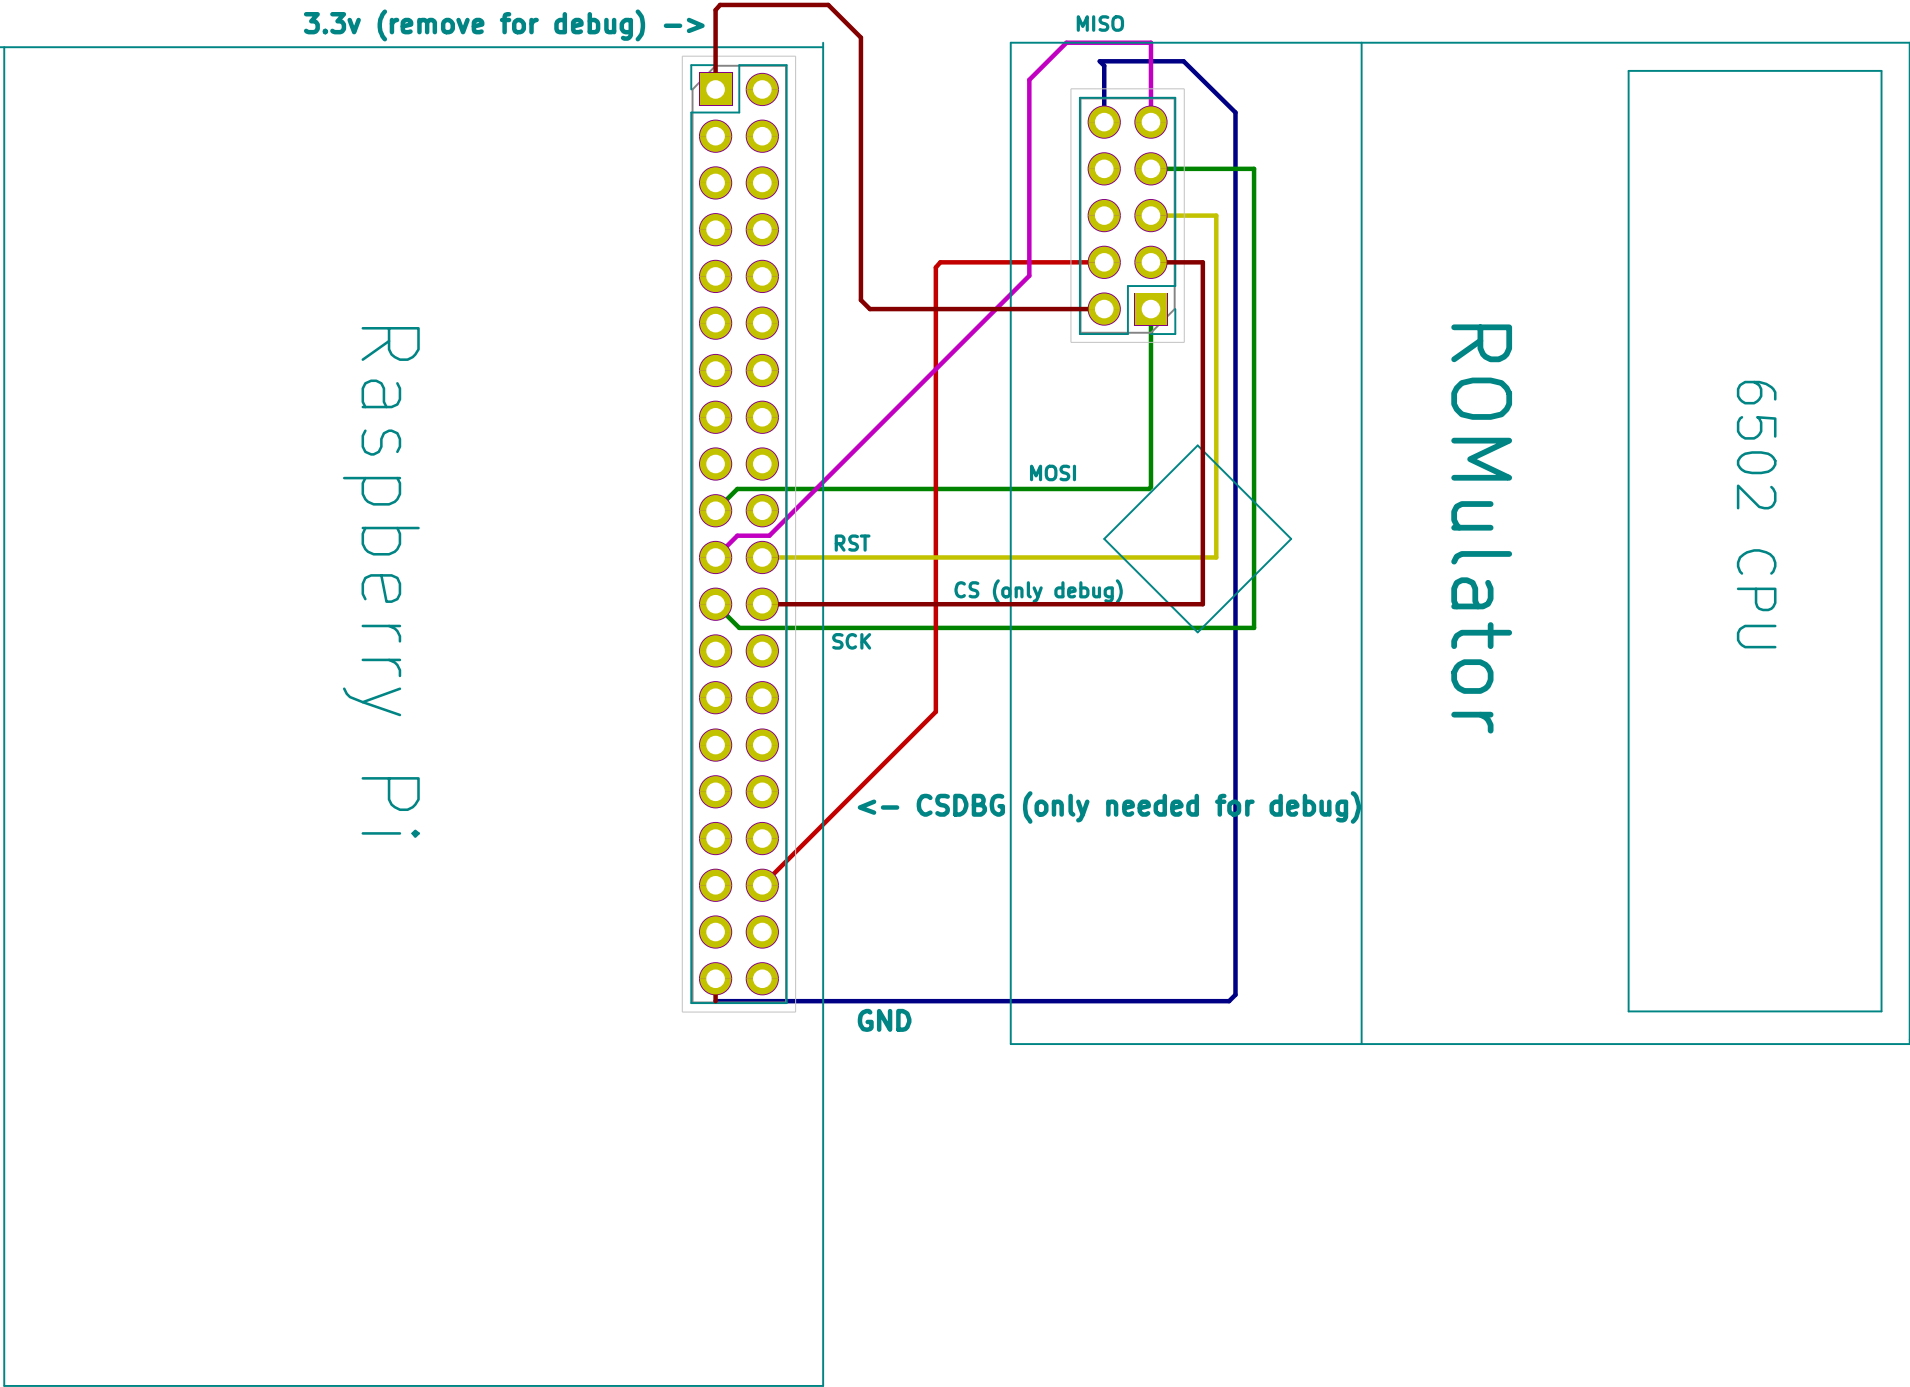 3.3v (remove for debug) ->
MISO
Raspberry Pi
ROMulator
6502 CPU
MOSI
RST
CS (only debug)
SCK
<- CSDBG (only needed for debug)
GND